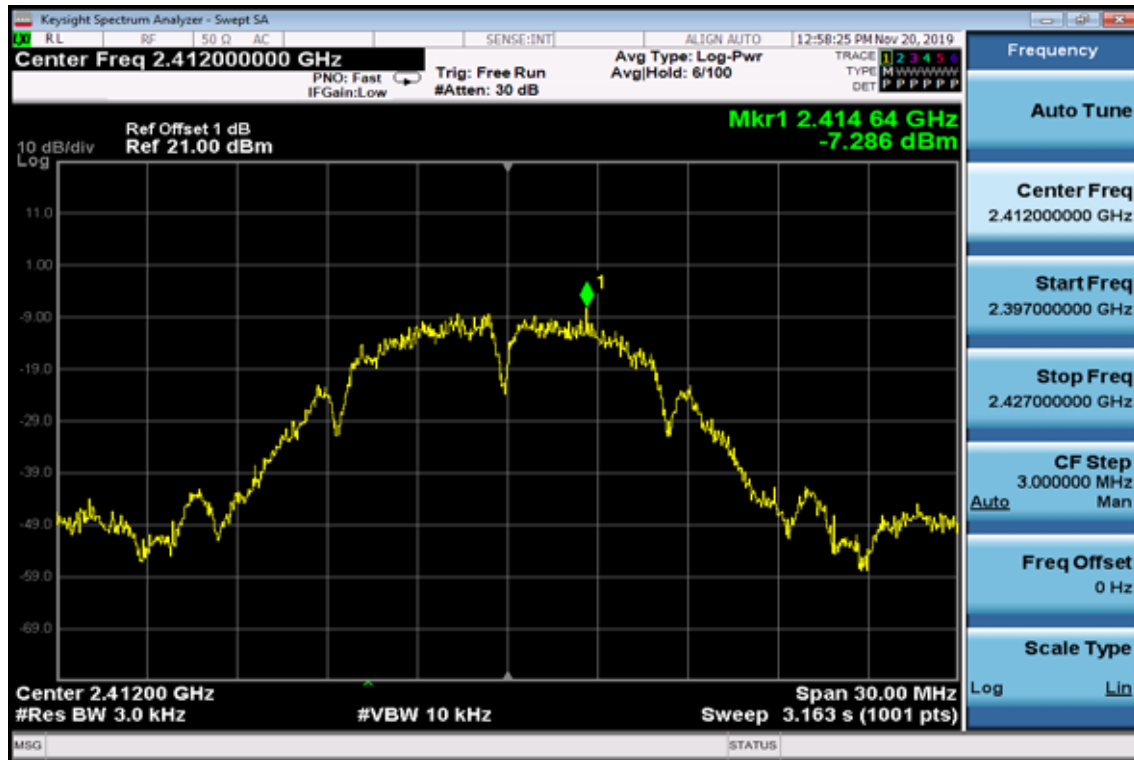 Keysight Spectrum Analyzer - Swept SA
RL RF 50 Ω AC SENSE:INT ALIGN AUTO 12:58:25 PM Nov 20, 2019
Center Freq 2.412000000 GHz
PNO: Fast
IFGain:Low
Trig: Free Run
#Atten: 30 dB
Avg Type: Log-Pwr
Avg|Hold: 6/100
TRACE 1 2 3 4 5 6
TYPE M W W W W W
DET P P P P P P
Ref Offset 1 dB
10 dB/div Ref 21.00 dBm
Log
Mkr1 2.414 64 GHz
-7.286 dBm
11.0
1.00
-9.00
-19.0
-29.0
-39.0
-49.0
-59.0
-69.0
1
Center 2.41200 GHz
Span 30.00 MHz
#Res BW 3.0 kHz
#VBW 10 kHz
Sweep 3.163 s (1001 pts)
MSG
STATUS
Frequency
Auto Tune
Center Freq
2.412000000 GHz
Start Freq
2.397000000 GHz
Stop Freq
2.427000000 GHz
CF Step
3.000000 MHz
Auto Man
Freq Offset
0 Hz
Scale Type
Log Lin